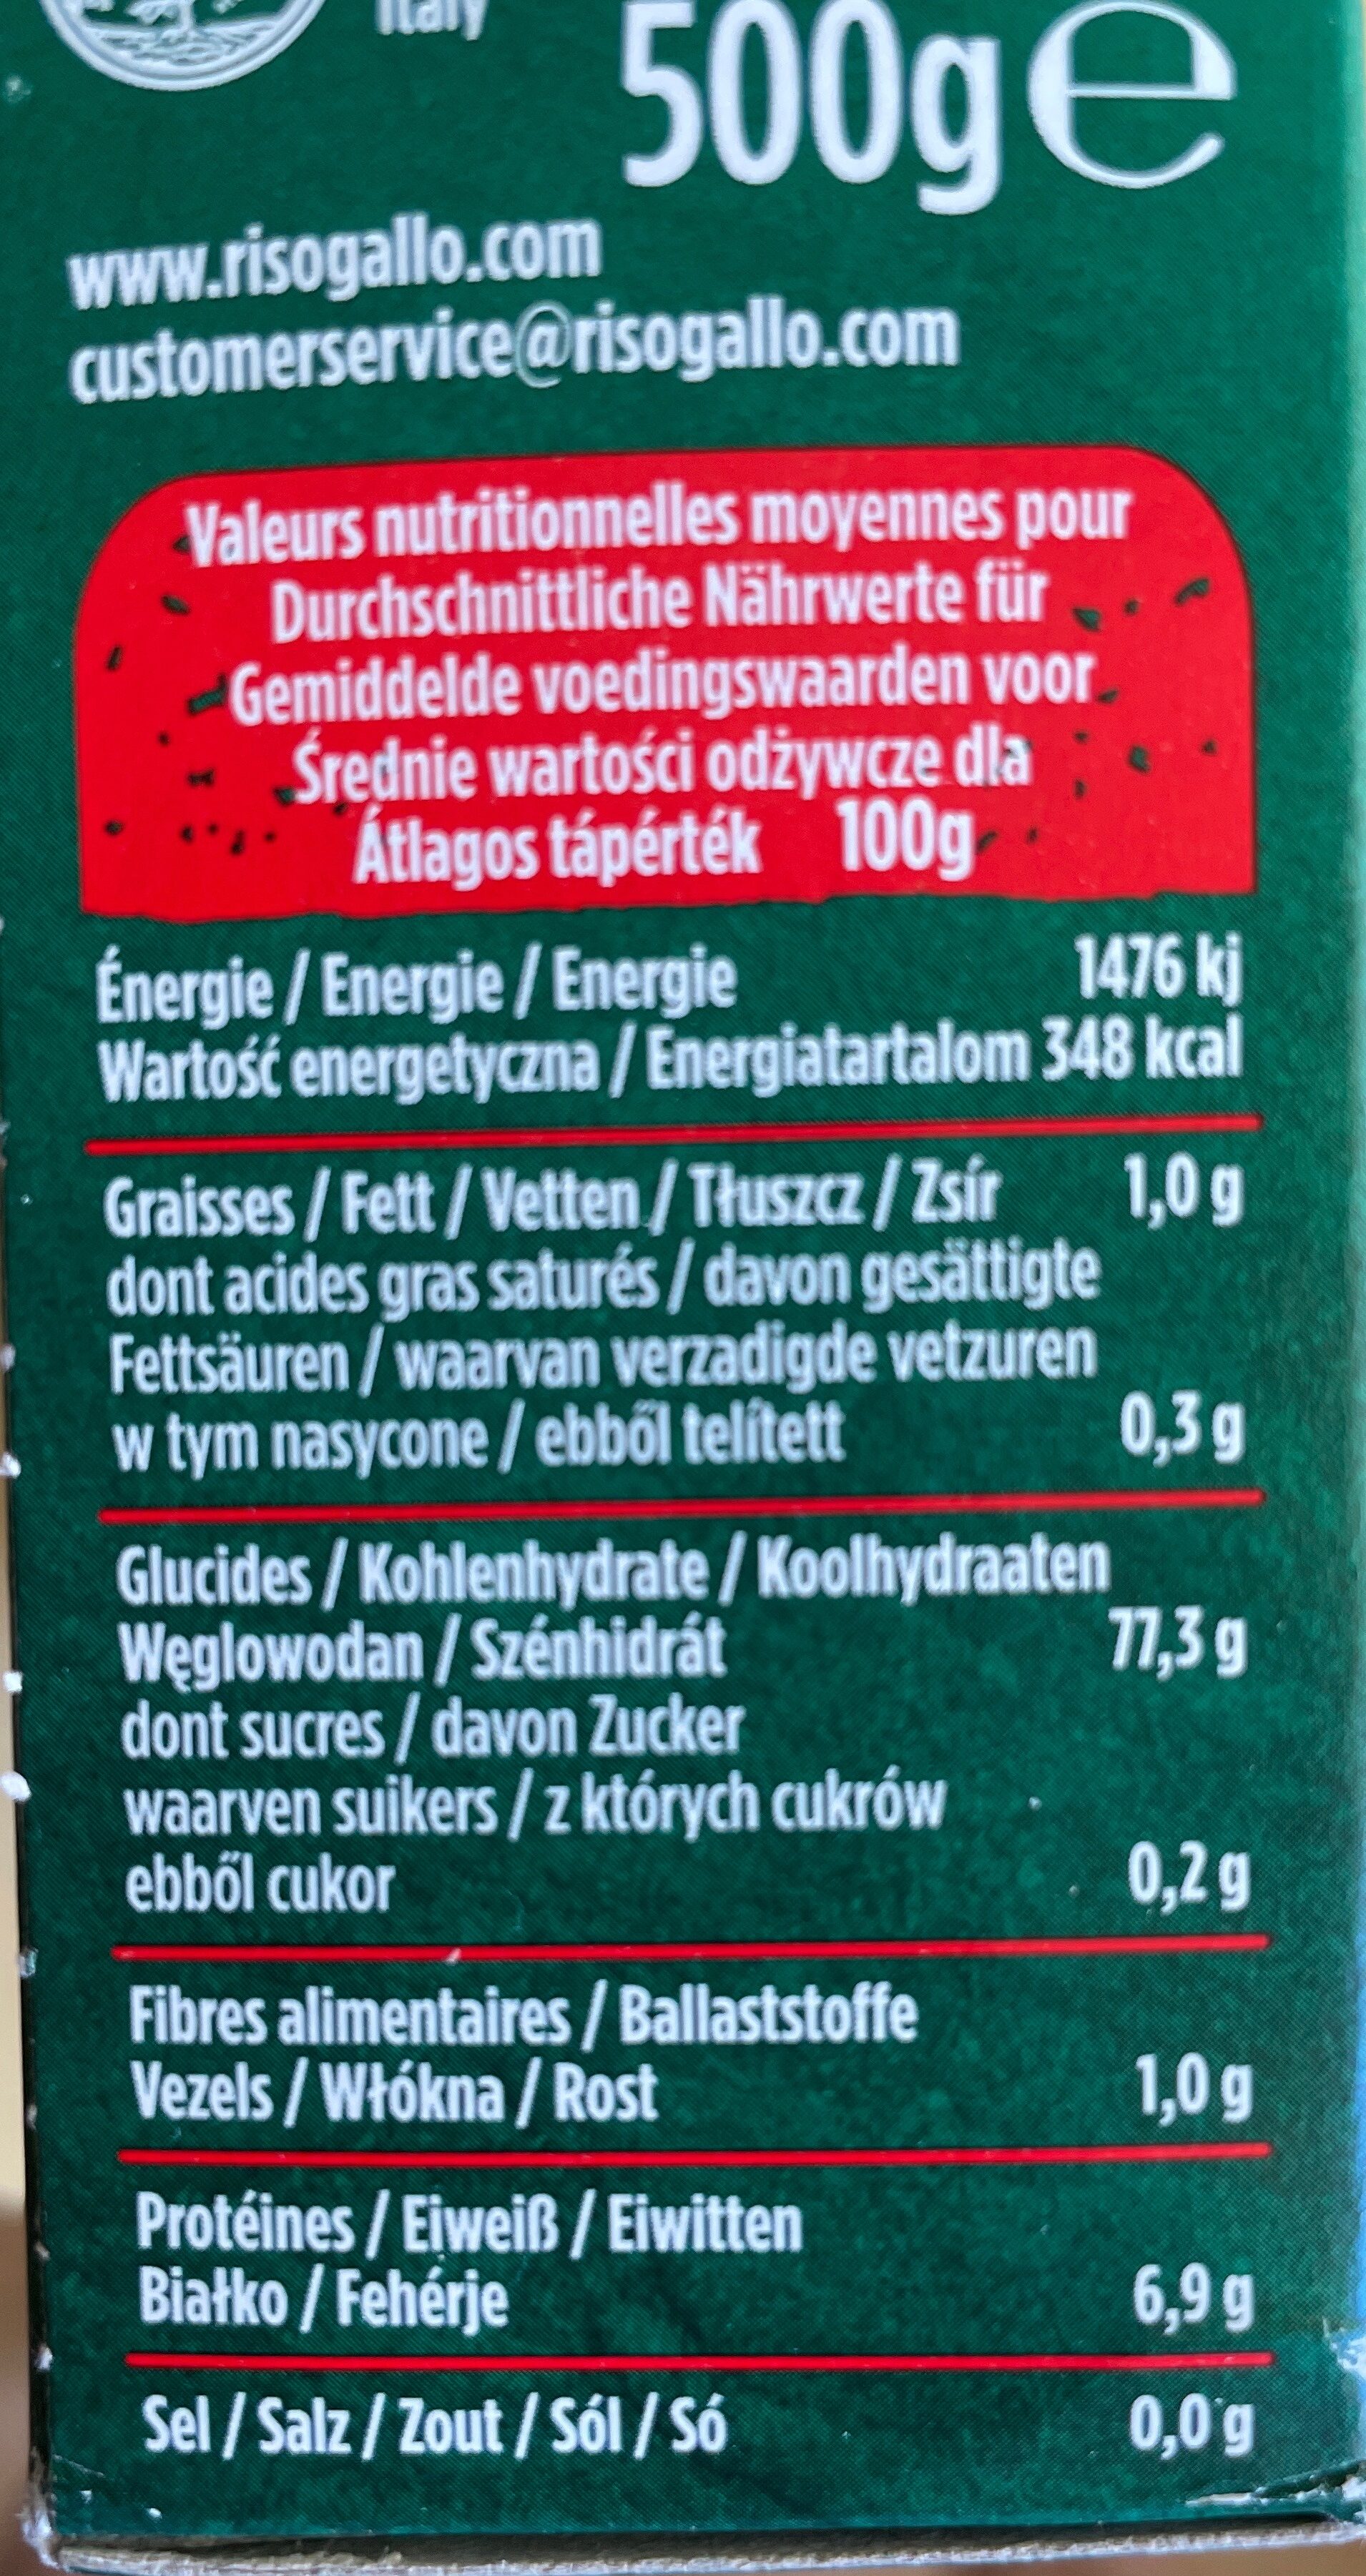 Italy
500g e
www.risogallo.com
customerservice@risogallo.com
Valeurs nutritionnelles moyennes pour
Durchschnittliche Nährwerte für
Gemiddelde voedingswaarden voor
Średnie wartości odżywcze dla
Átlagos tápérték 100g
Énergie / Energie / Energie 1476 kj
Wartość energetyczna / Energiatartalom 348 kcal
Graisses / Fett / Vetten / Tłuszcz / Zsír 1,0 g
dont acides gras saturés / davon gesättigte
Fettsäuren / waarvan verzadigde vetzuren
w tym nasycone / ebből telített 0,3 g
Glucides / Kohlenhydrate / Koolhydraaten
Węglowodan / Szénhidrát 77,3 g
dont sucres / davon Zucker
waarven suikers / z których cukrów
ebből cukor 0,2 g
Fibres alimentaires / Ballaststoffe
Vezels / Włókna / Rost 1,0 g
Protéines / Eiweiß / Eiwitten
Białko / Fehérje 6,9 g
Sel / Salz / Zout / Sól / Só 0,0 g